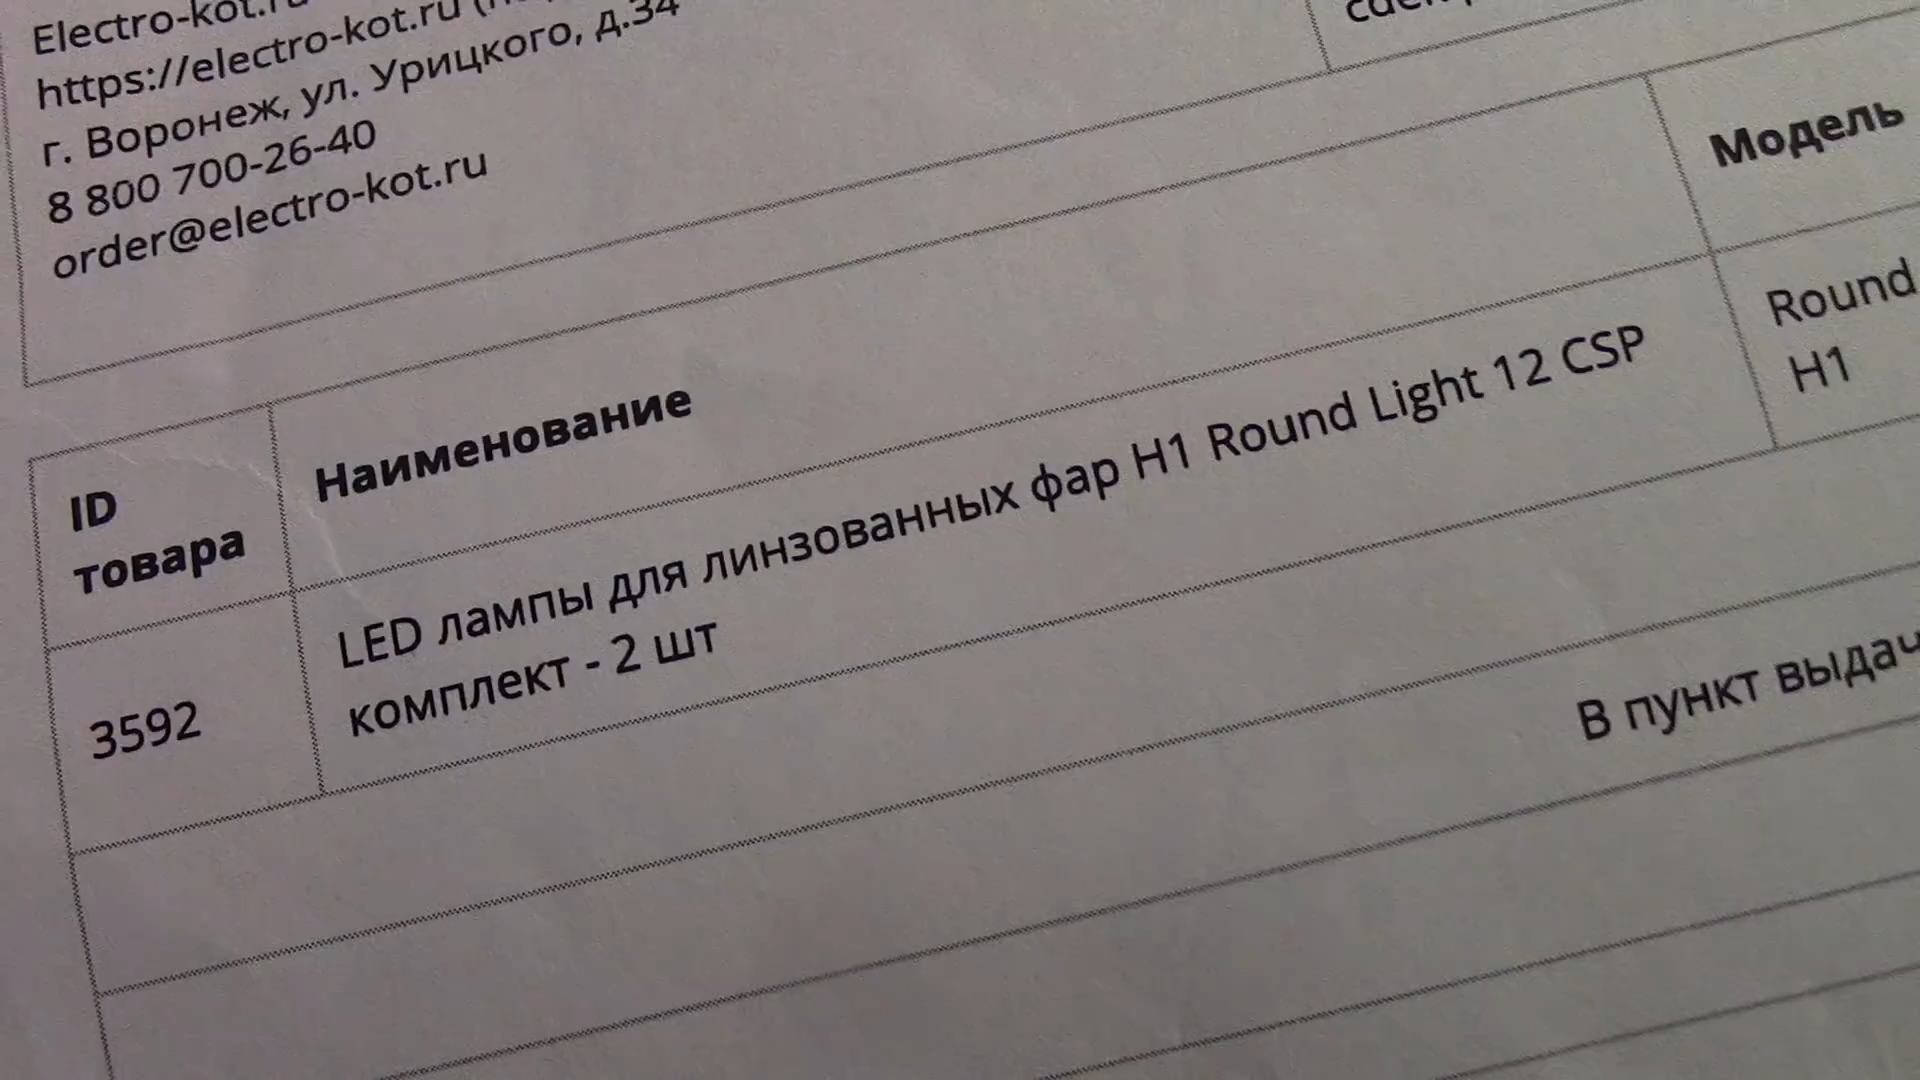 Electro-kot.ru
https://electro-kot.ru
г. Воронеж, ул. Урицкого, д.34
8 800 700-26-40
order@electro-kot.ru
ID
товара
Наименование
Модель
3592
LED лампы для линзованных фар H1 Round Light 12 CSP
комплект - 2 шт
Round
H1
В пункт